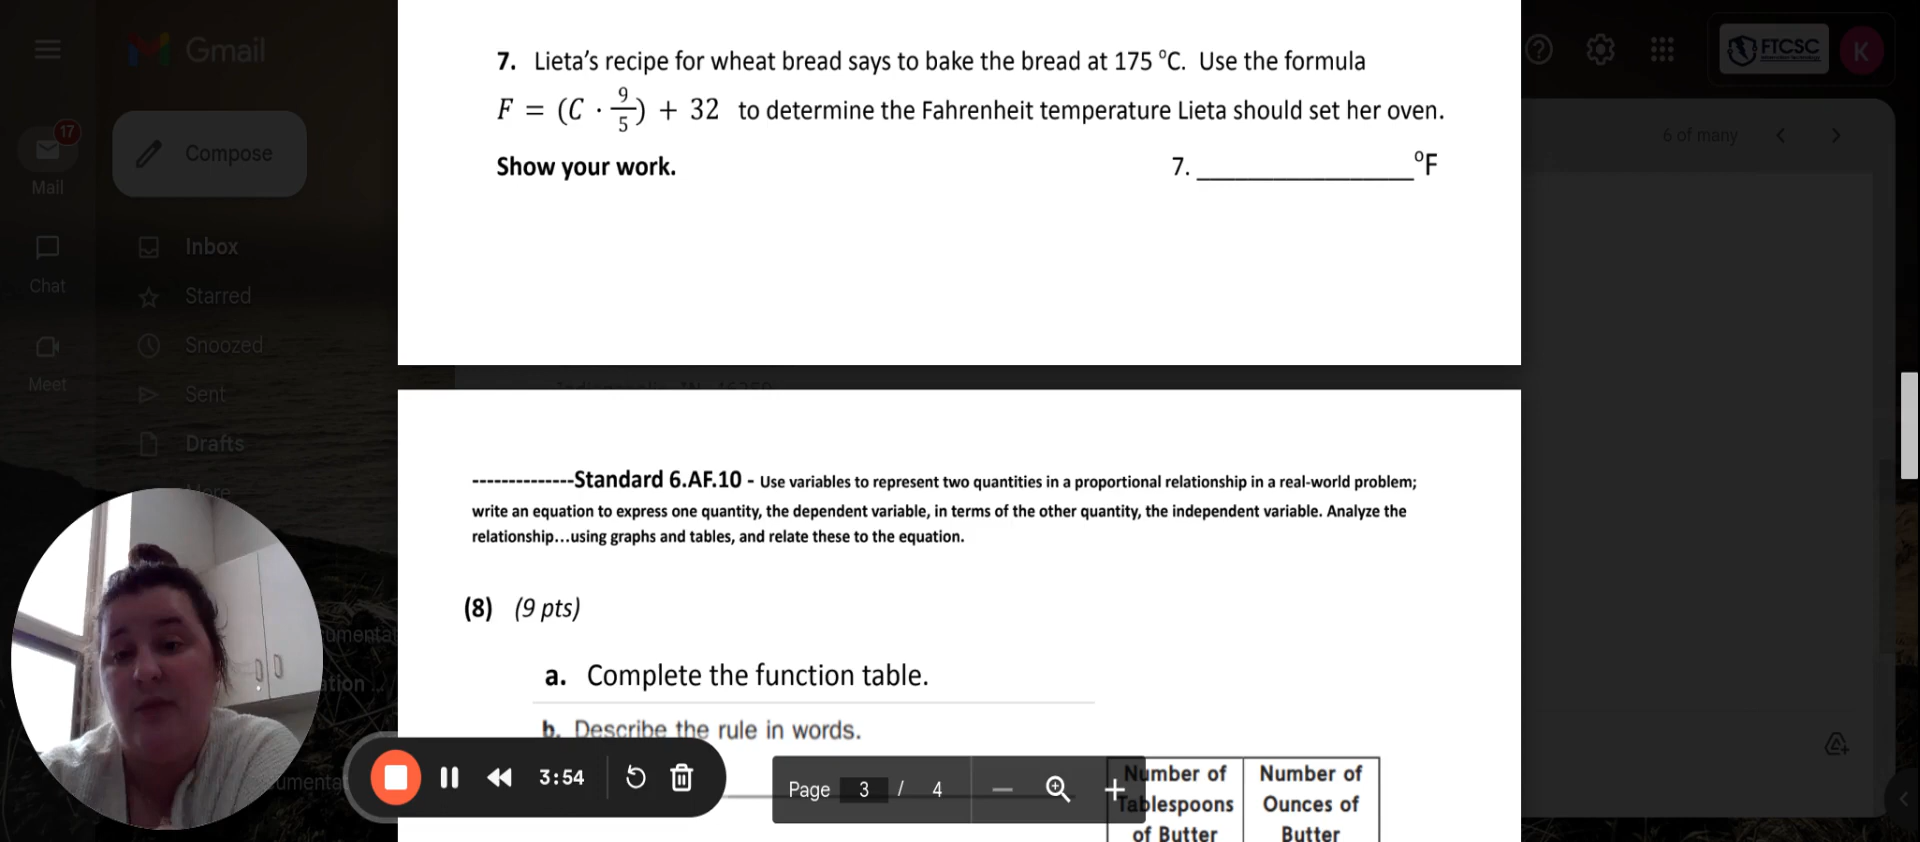 Gmail
FTCSC
K
17
Compose
6 of many
Mail
Inbox
Chat
Starred
Snoozed
Meet
Sent
Drafts
More
7. Lieta's recipe for wheat bread says to bake the bread at 175 °C. Use the formula
F = (C · 9/5) + 32 to determine the Fahrenheit temperature Lieta should set her oven.
Show your work. 7. ________________ °F
--------------Standard 6.AF.10 - Use variables to represent two quantities in a proportional relationship in a real-world problem;
write an equation to express one quantity, the dependent variable, in terms of the other quantity, the independent variable. Analyze the
relationship...using graphs and tables, and relate these to the equation.
(8) (9 pts)
a. Complete the function table.
b. Describe the rule in words.
Number of Tablespoons of Butter
Number of Ounces of Butter
3:54
Page 3 / 4